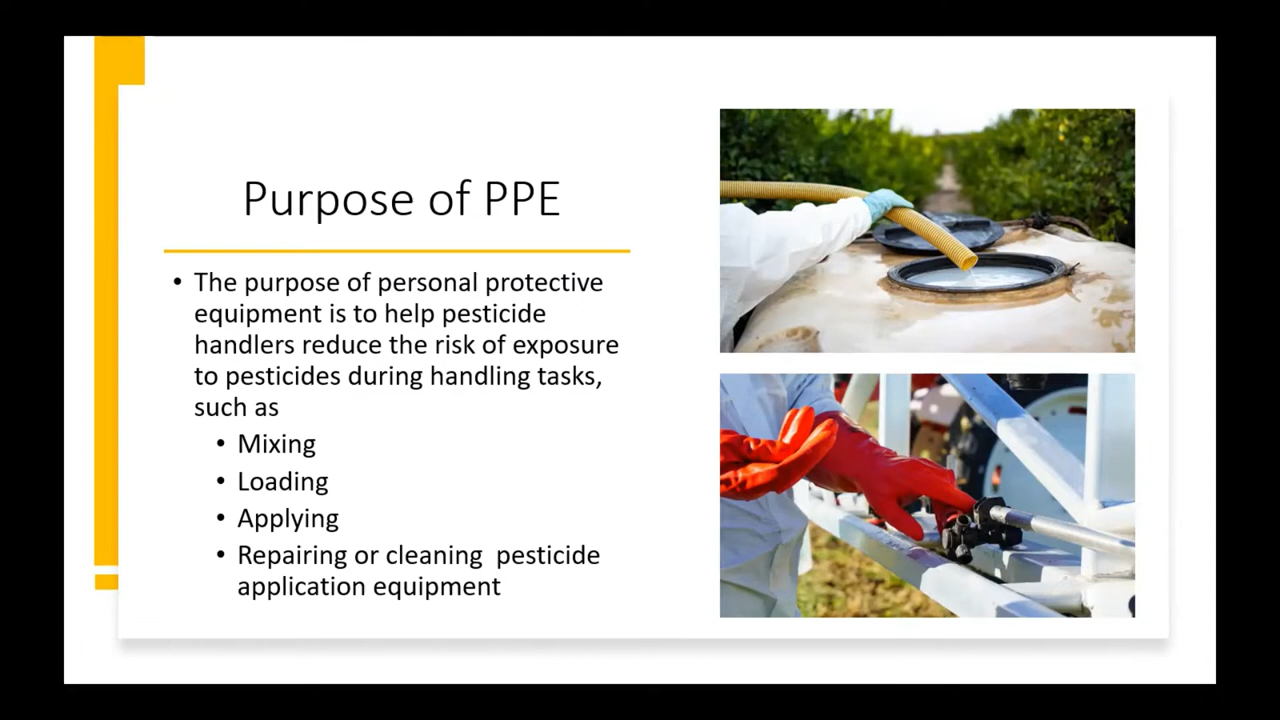 Purpose of PPE
• The purpose of personal protective
equipment is to help pesticide
handlers reduce the risk of exposure
to pesticides during handling tasks,
such as
• Mixing
• Loading
• Applying
• Repairing or cleaning  pesticide
application equipment